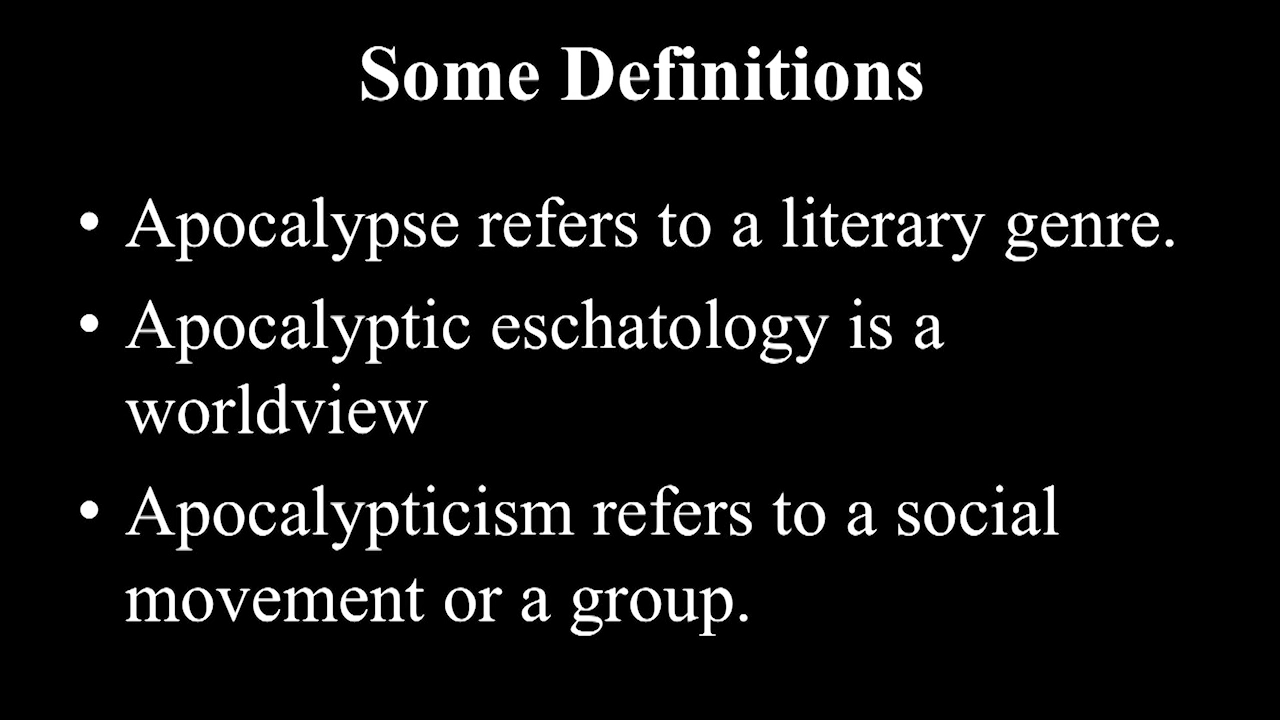 Some Definitions
• Apocalypse refers to a literary genre.
• Apocalyptic eschatology is a
worldview
• Apocalypticism refers to a social
movement or a group.